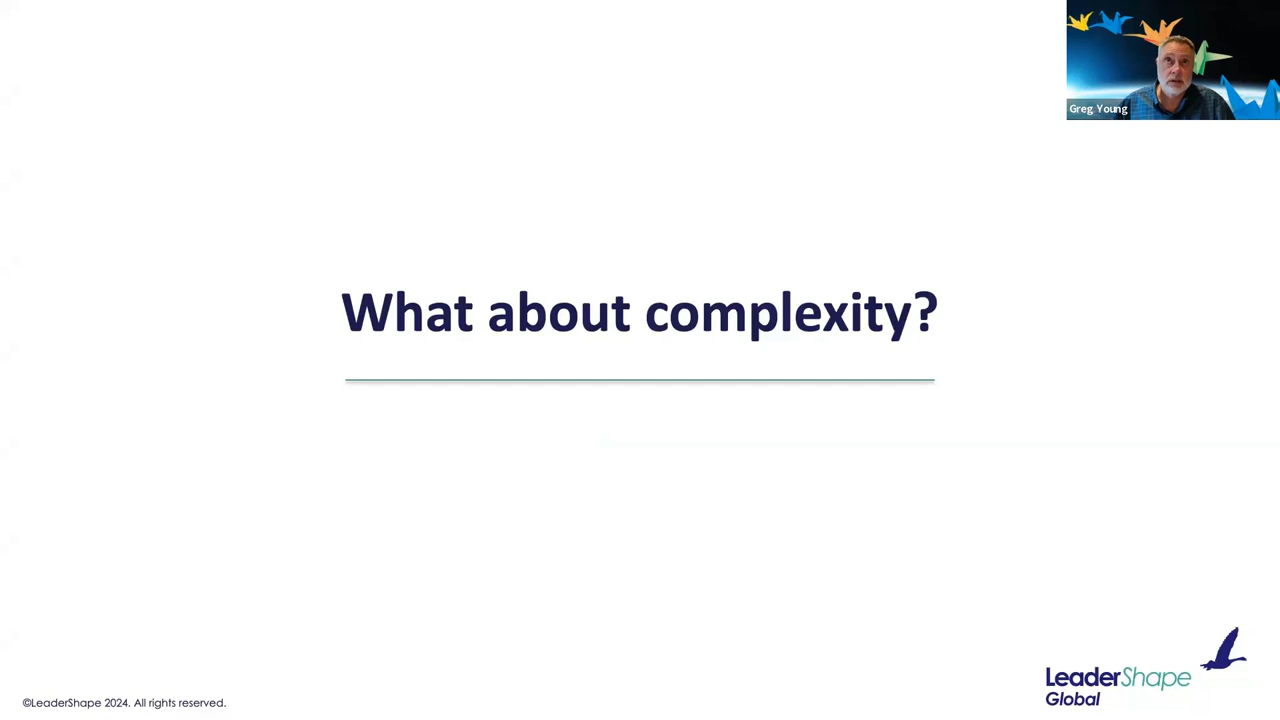 Greg Young
What about complexity?
LeaderShape
Global
©LeaderShape 2024. All rights reserved.